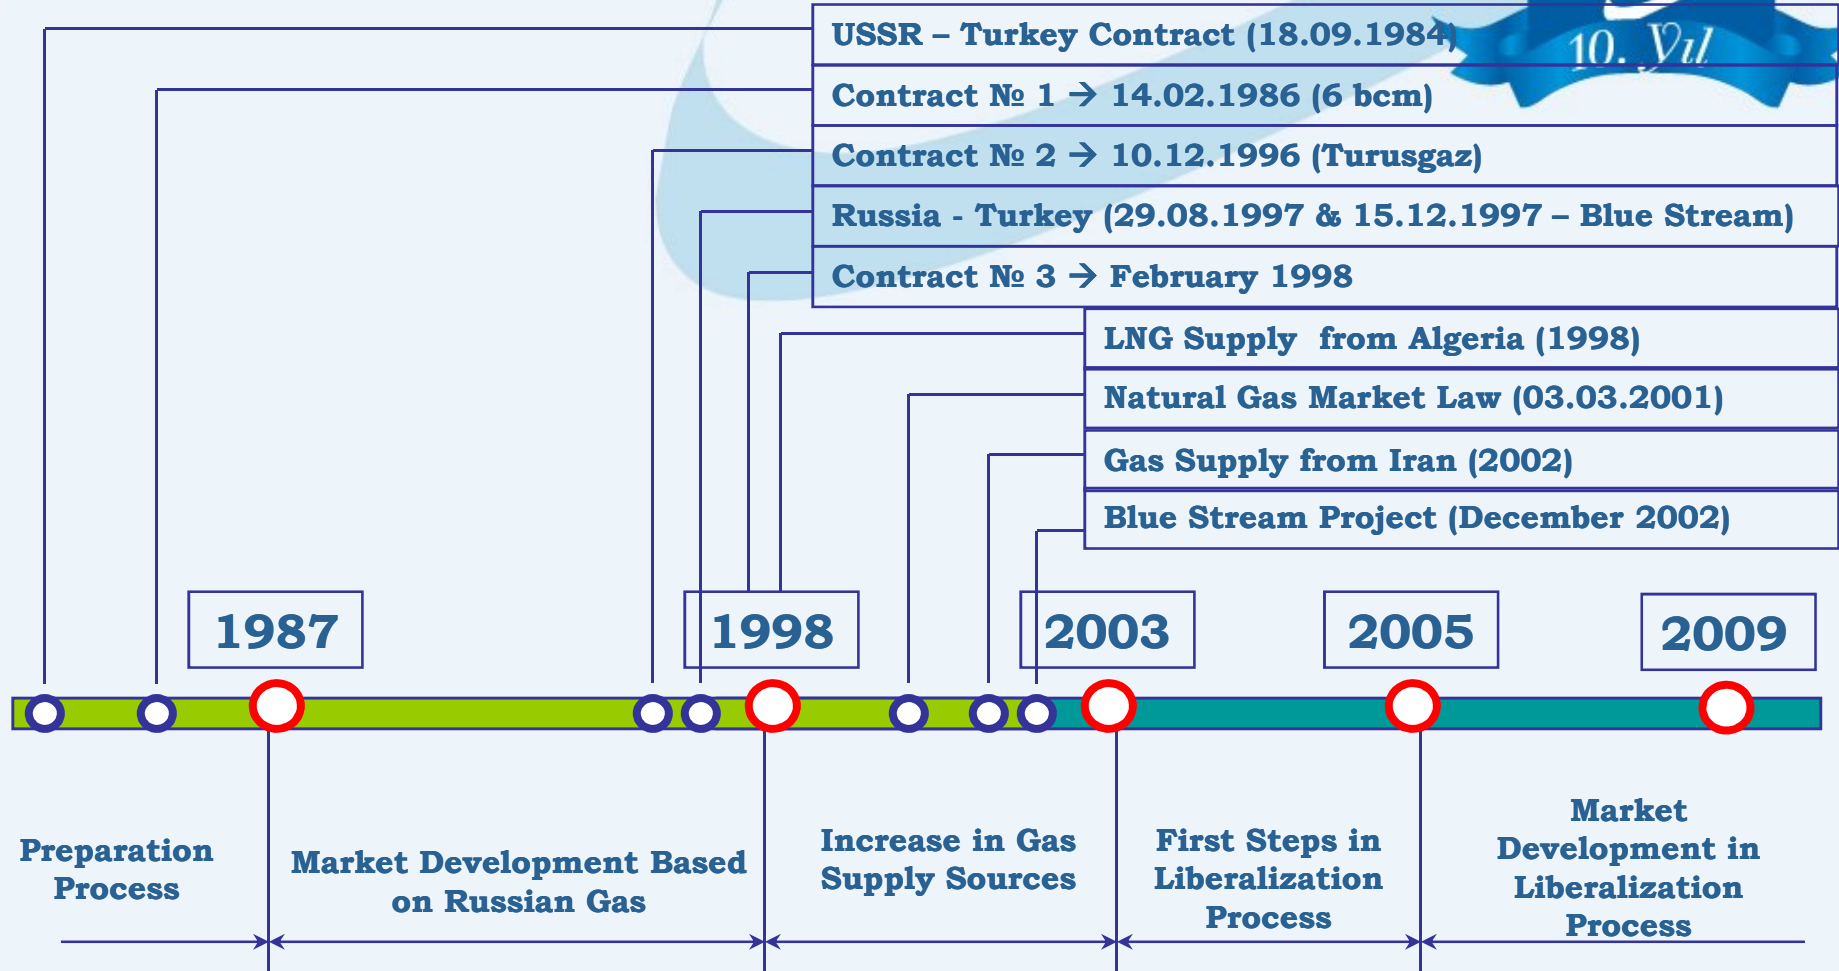 USSR – Turkey Contract (18.09.1984)
10. Yıl
Contract № 1 → 14.02.1986 (6 bcm)
Contract № 2 → 10.12.1996 (Turusgaz)
Russia - Turkey (29.08.1997 & 15.12.1997 – Blue Stream)
Contract № 3 → February 1998
LNG Supply from Algeria (1998)
Natural Gas Market Law (03.03.2001)
Gas Supply from Iran (2002)
Blue Stream Project (December 2002)
1987
1998
2003
2005
2009
Preparation
Process
Market Development Based
on Russian Gas
Increase in Gas
Supply Sources
First Steps in
Liberalization
Process
Market
Development in
Liberalization
Process